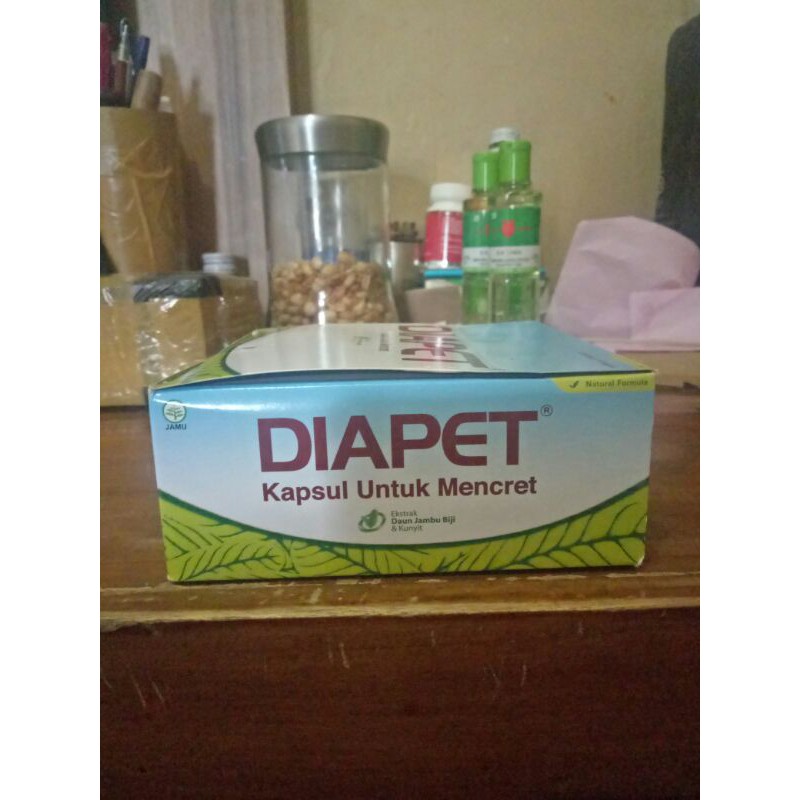 DIAPET
Natural Formula
JAMU
DIAPET®
Kapsul Untuk Mencret
Ekstrak
Daun Jambu Biji
& Kunyit